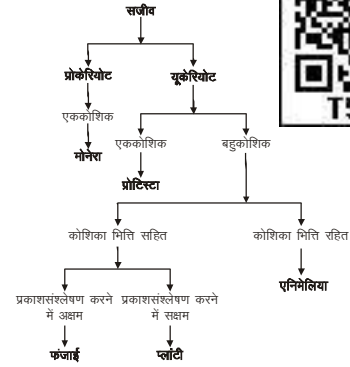 सजीव
प्रोकेरियोट यूकेरियोट
एककोशिक
मोनेरा
एककोशिक बहुकोशिक
प्रोटिस्टा
कोशिका भित्ति सहित कोशिका भित्ति रहित
एनिमेलिया
प्रकाशसंश्लेषण करने
में अक्षम
प्रकाशसंश्लेषण करने
में सक्षम
फंजाई प्लांटी